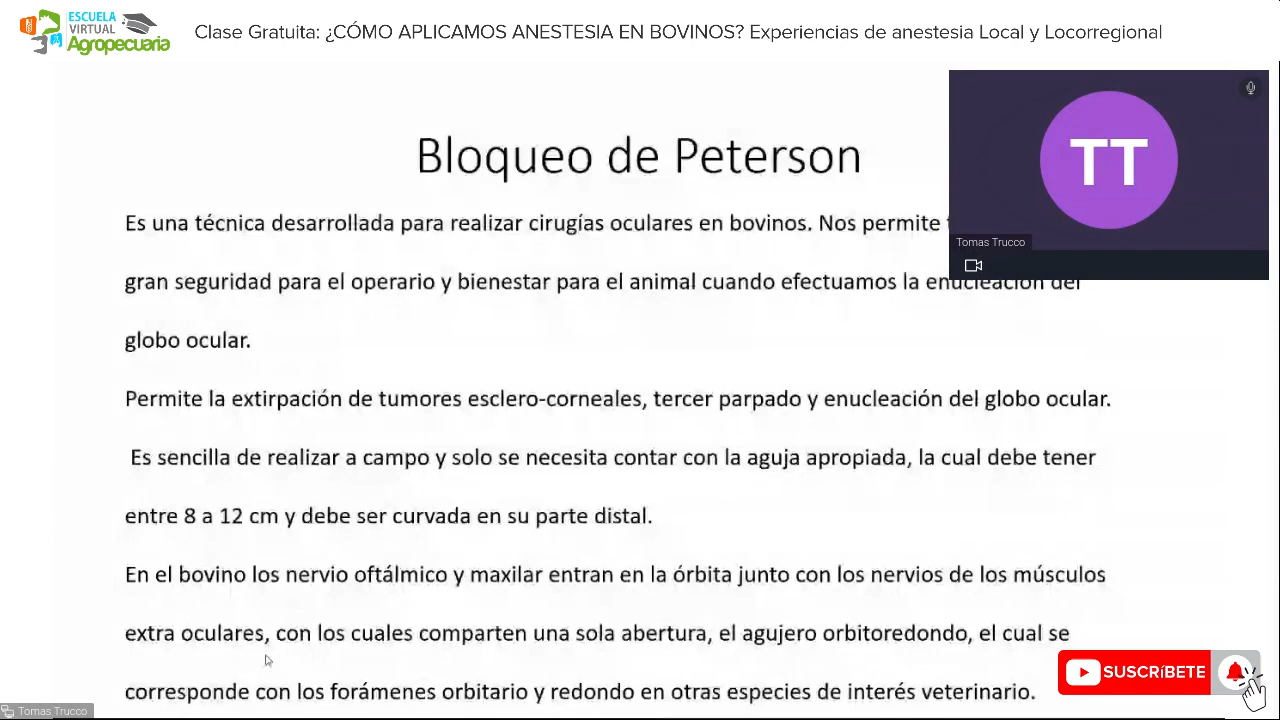 ESCUELA
VIRTUAL
Agropecuaria
Clase Gratuita: ¿CÓMO APLICAMOS ANESTESIA EN BOVINOS? Experiencias de anestesia Local y Locorregional
TT
Tomas Trucco
Bloqueo de Peterson
Es una técnica desarrollada para realizar cirugías oculares en bovinos. Nos permite
gran seguridad para el operario y bienestar para el animal cuando efectuamos la enucleación del
globo ocular.
Permite la extirpación de tumores esclero-corneales, tercer parpado y enucleación del globo ocular.
Es sencilla de realizar a campo y solo se necesita contar con la aguja apropiada, la cual debe tener
entre 8 a 12 cm y debe ser curvada en su parte distal.
En el bovino los nervio oftálmico y maxilar entran en la órbita junto con los nervios de los músculos
extra oculares, con los cuales comparten una sola abertura, el agujero orbitoredondo, el cual se
corresponde con los forámenes orbitario y redondo en otras especies de interés veterinario.
SUSCRíBETE
Tomas Trucco